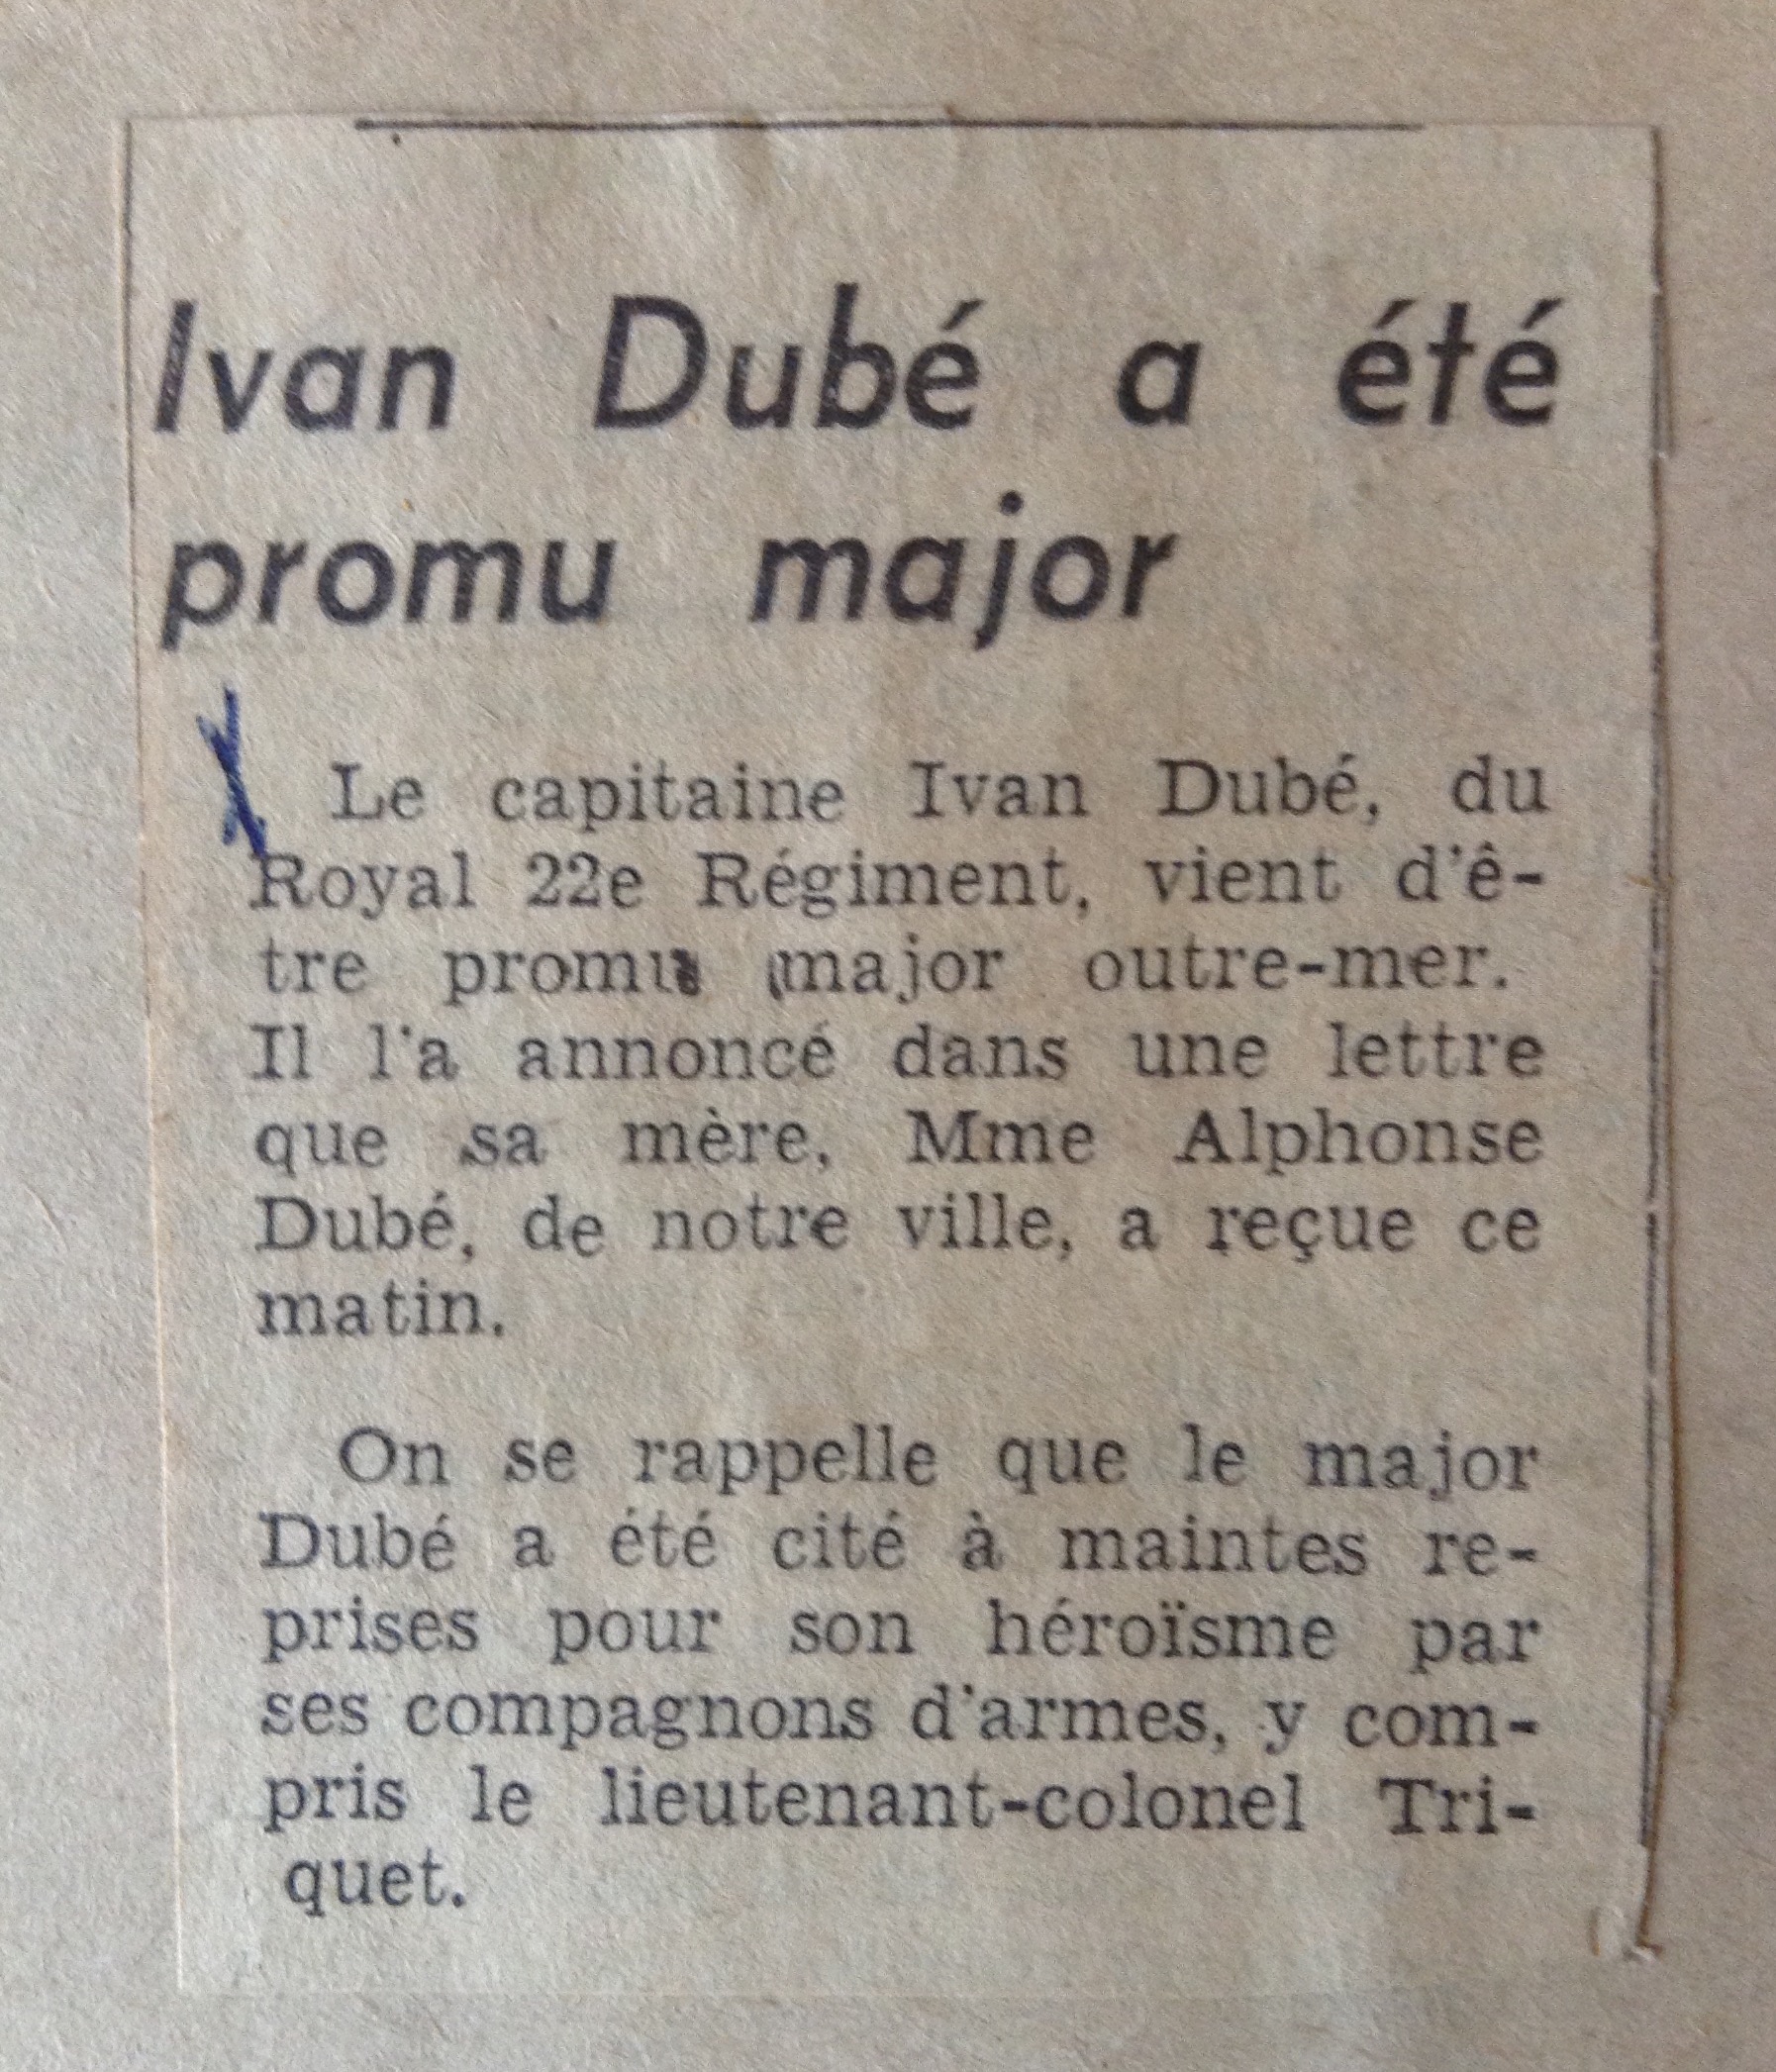 Ivan Dubé a été
promu major
Le capitaine Ivan Dubé, du
Royal 22e Régiment, vient d'ê-
tre promu major outre-mer.
Il l'a annoncé dans une lettre
que sa mère, Mme Alphonse
Dubé, de notre ville, a reçue ce
matin.
On se rappelle que le major
Dubé a été cité à maintes re-
prises pour son héroïsme par
ses compagnons d'armes, y com-
pris le lieutenant-colonel Tri-
quet.